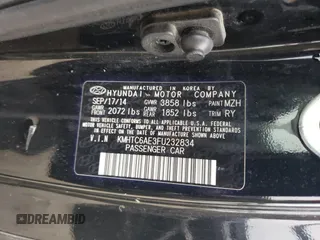 MANUFACTURED IN KOREA BY
HYUNDAI MOTOR COMPANY
SEP/17/14 GVWR 3858 lbs PAINT MZH
GAWR FRONT 2072 lbs GAWR REAR 1852 lbs TRIM RY
THIS VEHICLE CONFORMS TO ALL APPLICABLE U.S. FEDERAL
MOTOR VEHICLE SAFETY, BUMPER, AND THEFT PREVENTION
STANDARDS IN EFFECT ON THE DATE OF MANUFACTURE
SHOWN ABOVE.
V.I.N KMHTC6AE3FU232834
PASSENGER CAR
DREAMBID